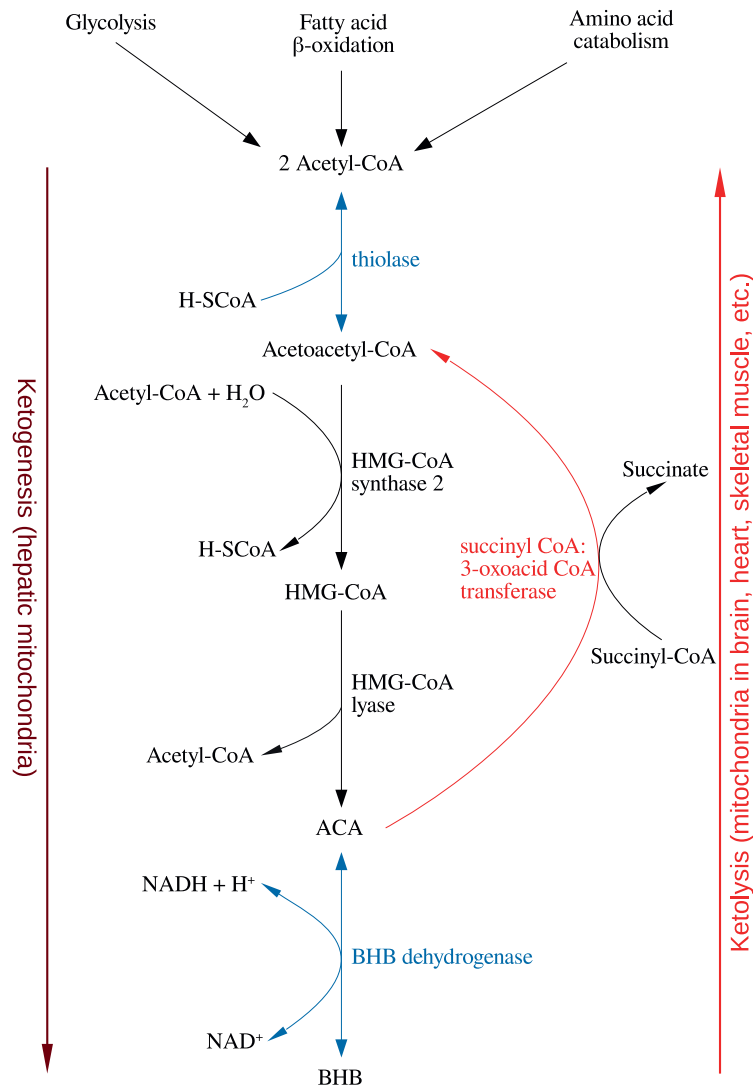 Glycolysis
Fatty acid
β-oxidation
Amino acid
catabolism
2 Acetyl-CoA
thiolase
H-SCoA
Acetoacetyl-CoA
Acetyl-CoA + H₂O
HMG-CoA
synthase 2
Succinate
H-SCoA
succinyl CoA:
3-oxoacid CoA
transferase
HMG-CoA
Succinyl-CoA
HMG-CoA
lyase
Acetyl-CoA
ACA
NADH + H⁺
BHB dehydrogenase
NAD⁺
BHB
Ketogenesis (hepatic mitochondria)
Ketolysis (mitochondria in brain, heart, skeletal muscle, etc.)